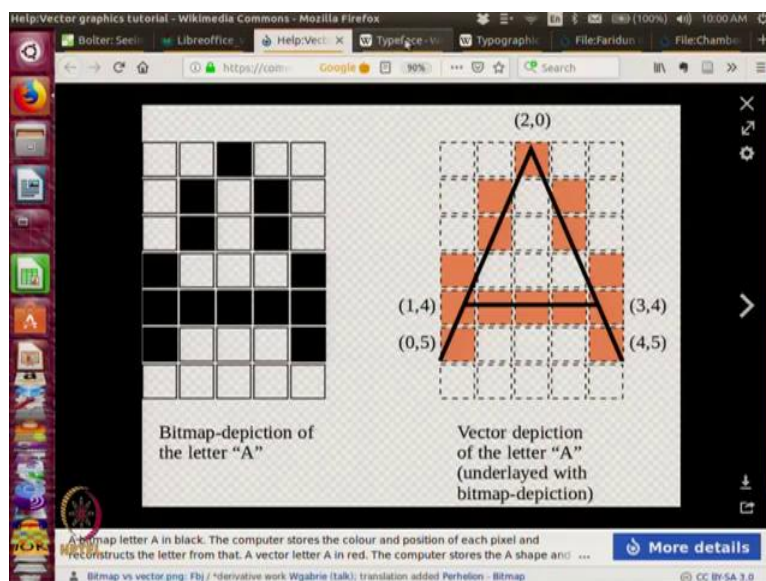 Help:Vector graphics tutorial - Wikimedia Commons - Mozilla Firefox
En
(100%)
10:00 AM
Bolter: Seein
Libreoffice
Help:Vect
Typeface - W
Typographic
File:Faridun
File:Chambe
https://com
Google
90%
Search
(2,0)
(1,4)
(3,4)
(0,5)
(4,5)
Bitmap-depiction of
the letter “A”
Vector depiction
of the letter “A”
(underlayed with
bitmap-depiction)
A bitmap letter A in black. The computer stores the colour and position of each pixel and
reconstructs the letter from that. A vector letter A in red. The computer stores the A shape and ...
More details
Bitmap vs vector.png: Fbj / *derivative work Wgabrie (talk): translation added Perhelion - Bitmap
CC BY-SA 3.0